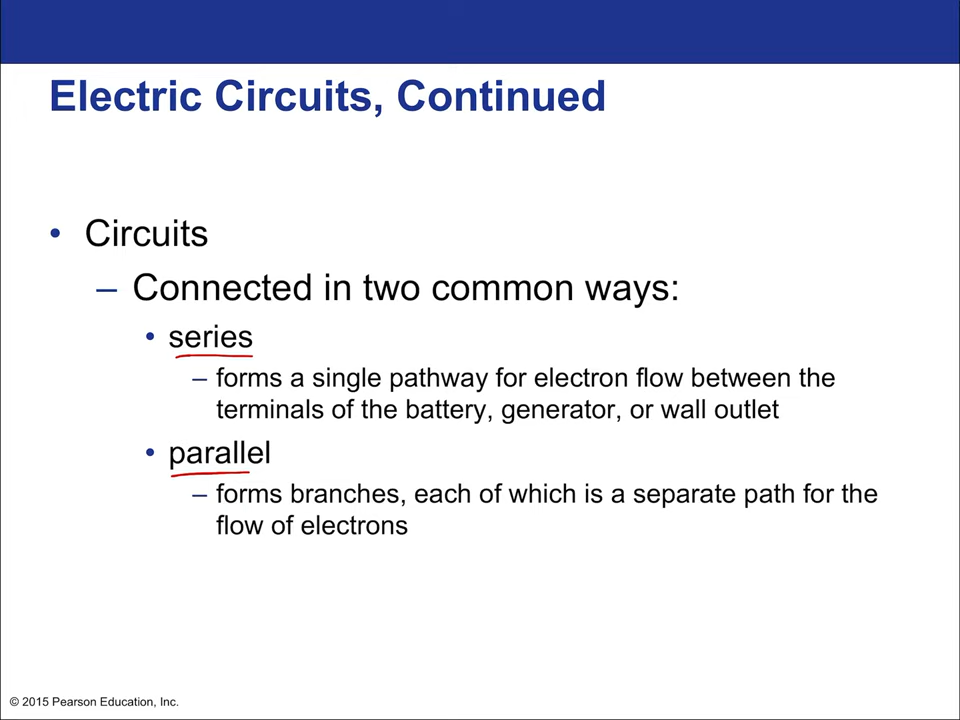 Electric Circuits, Continued
• Circuits
– Connected in two common ways:
• series
– forms a single pathway for electron flow between the
terminals of the battery, generator, or wall outlet
• parallel
– forms branches, each of which is a separate path for the
flow of electrons
© 2015 Pearson Education, Inc.